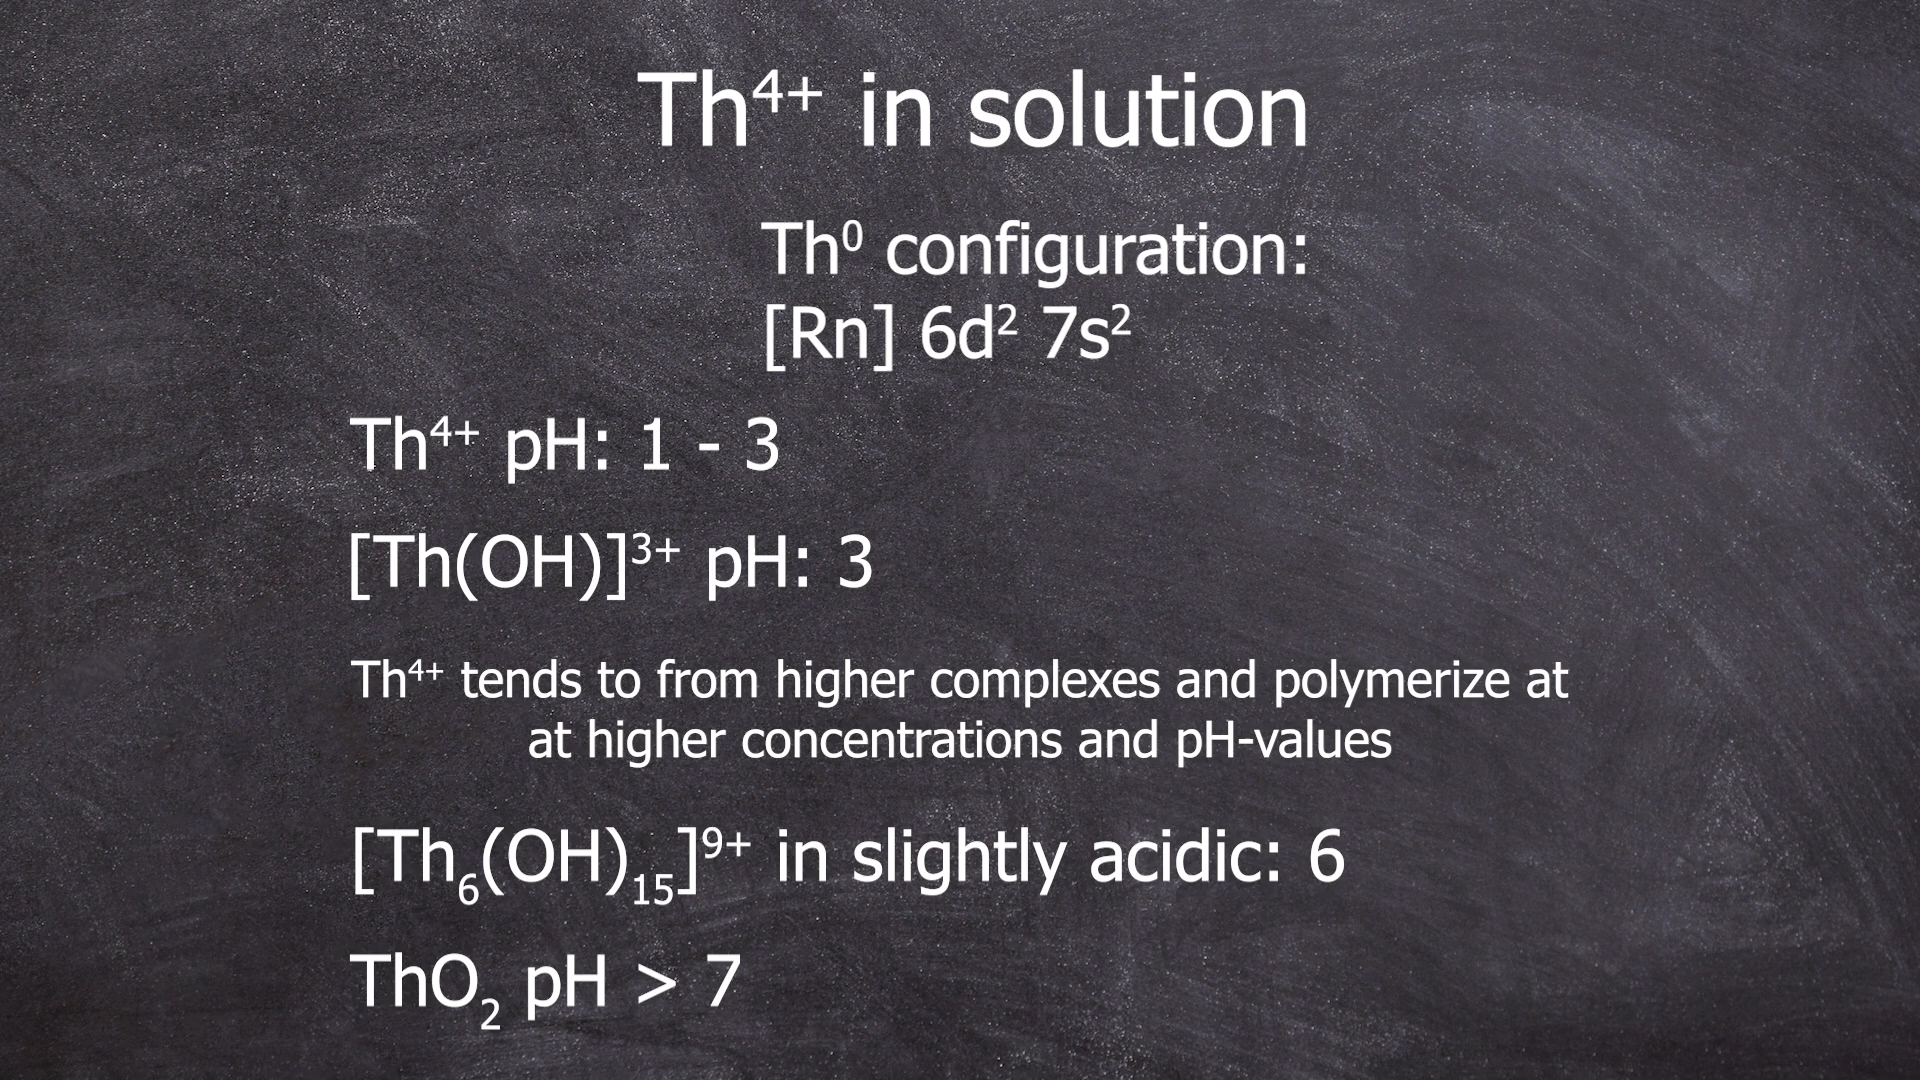 Th⁴⁺ in solution
Th⁰ configuration:
[Rn] 6d² 7s²
Th⁴⁺ pH: 1 - 3
[Th(OH)]³⁺ pH: 3
Th⁴⁺ tends to from higher complexes and polymerize at
at higher concentrations and pH-values
[Th₆(OH)₁₅]⁹⁺ in slightly acidic: 6
ThO₂ pH > 7